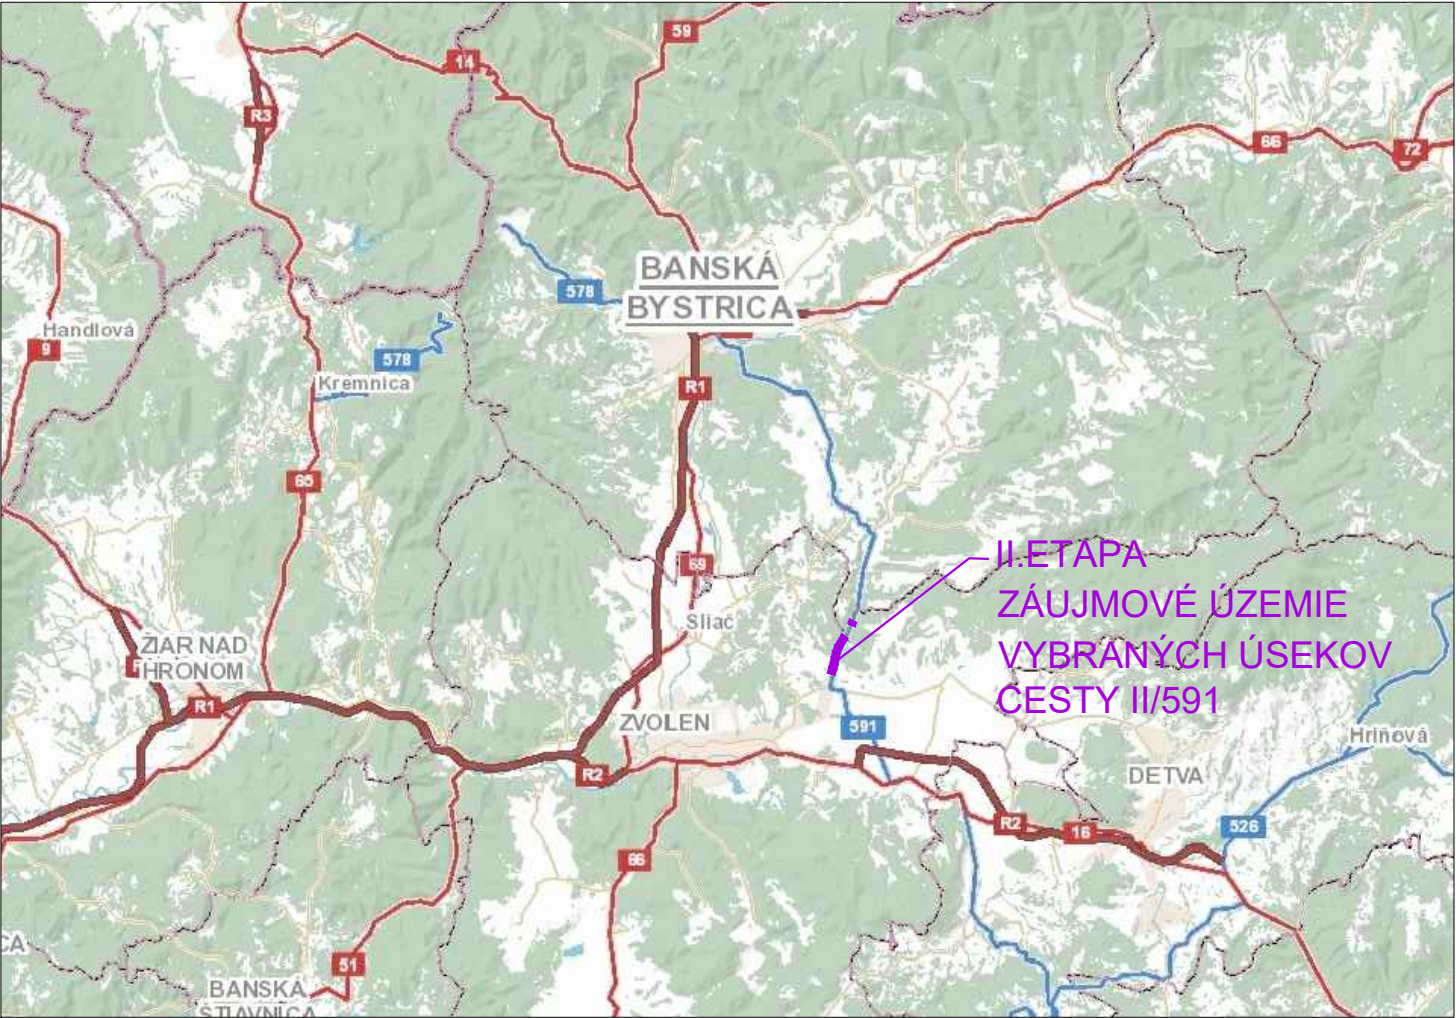 59
14
R3
66
72
BANSKÁ
BYSTRICA
578
Handlová
9
578
Kremnica
R1
65
II.ETAPA
69
ZÁUJMOVÉ ÚZEMIE
Sliač
VYBRANÝCH ÚSEKOV
CESTY II/591
ŽIAR NAD
HRONOM
R1
ZVOLEN
591
Hriňová
R2
DETVA
R2
16
526
66
CA
51
BANSKÁ
ŠTIAVNICA